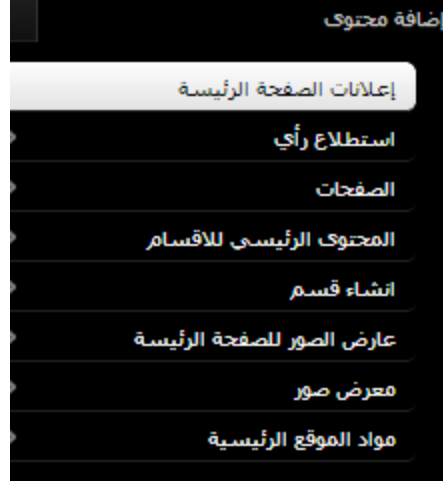 إضافة محتوى
إعلانات الصفحة الرئيسة
استطلاع رأي
الصفحات
المحتوى الرئيسي للاقسام
انشاء قسم
عارض الصور للصفحة الرئيسة
معرض صور
مواد الموقع الرئيسية